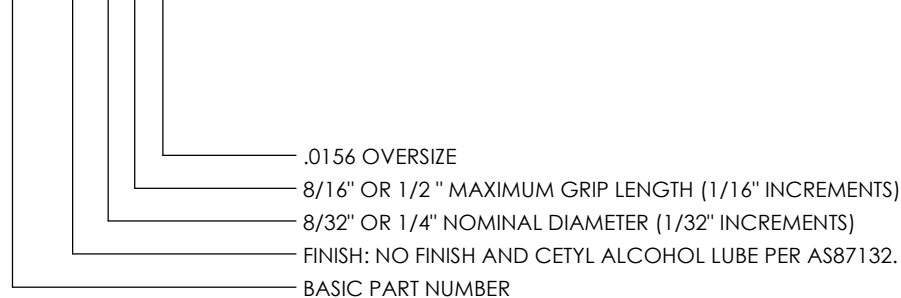 .0156 OVERSIZE
8/16" OR 1/2 " MAXIMUM GRIP LENGTH (1/16" INCREMENTS)
8/32" OR 1/4" NOMINAL DIAMETER (1/32" INCREMENTS)
FINISH: NO FINISH AND CETYL ALCOHOL LUBE PER AS87132.
BASIC PART NUMBER